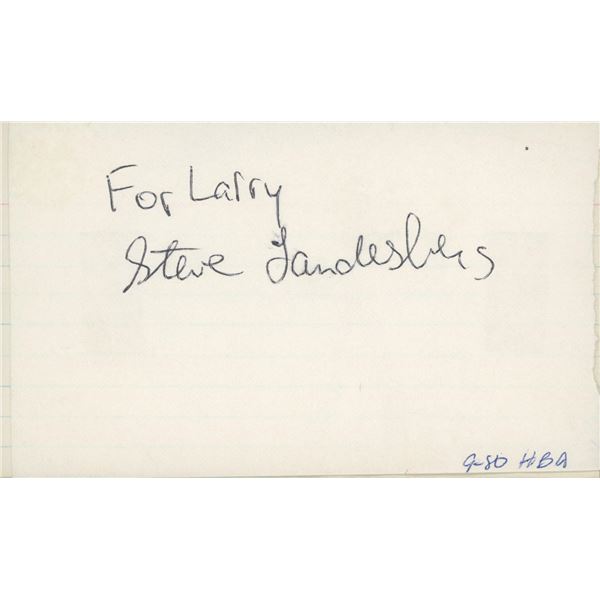 For Larry
Steve Landesberg
9-80 HBA